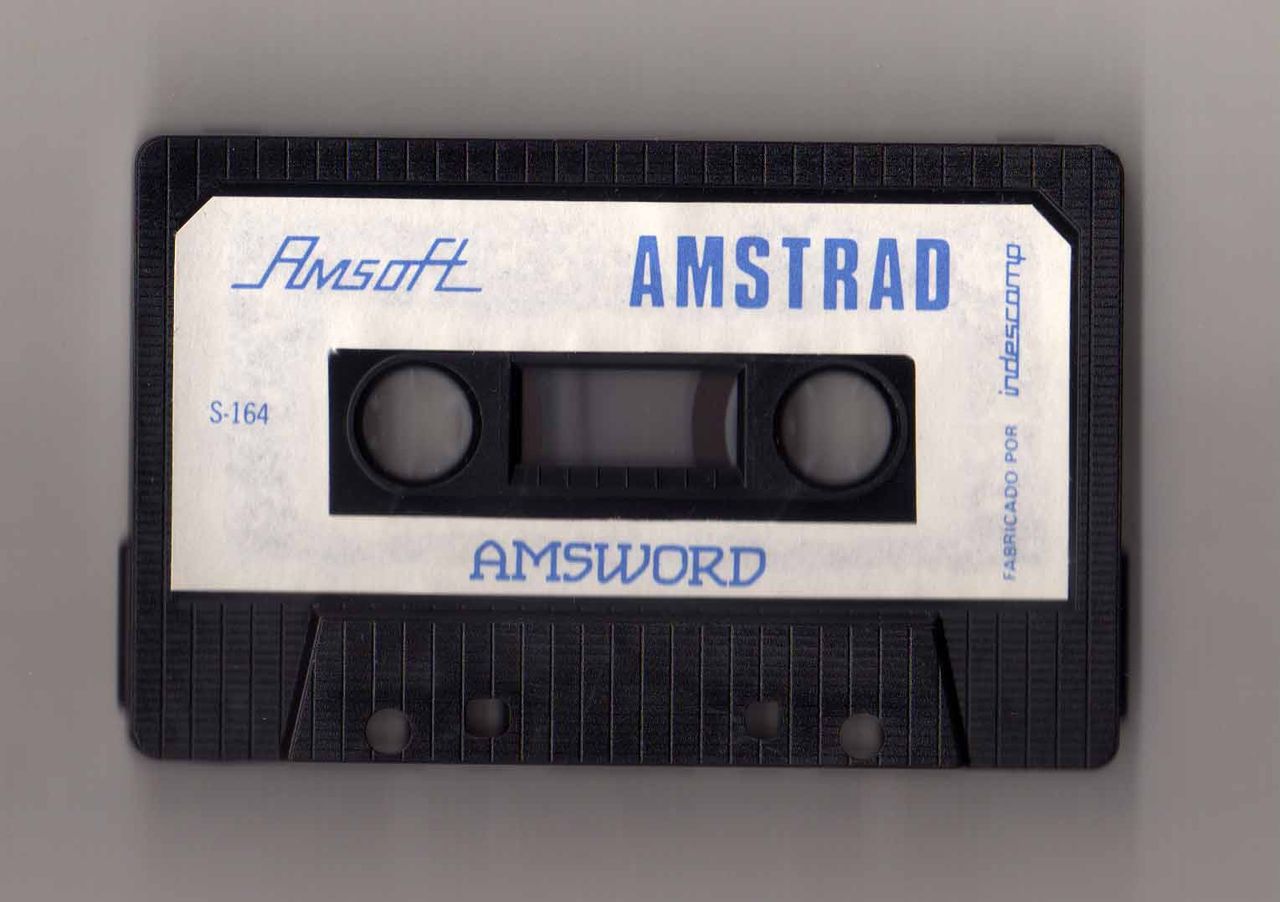 Amsoft
AMSTRAD
S-164
AMSWORD
FABRICADO POR indescomp